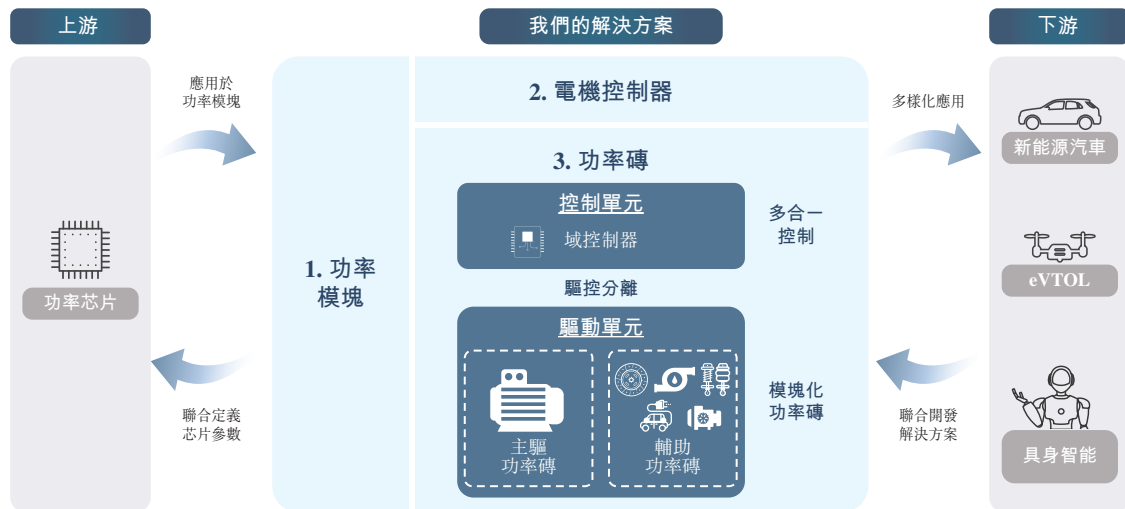 上游
我們的解決方案
下游
應用於
功率模塊
功率芯片
聯合定義
芯片參數
1. 功率
模塊
2. 電機控制器
3. 功率磚
控制單元
域控制器
多合一
控制
驅控分離
驅動單元
主驅
功率磚
輔助
功率磚
模塊化
功率磚
多樣化應用
聯合開發
解決方案
新能源汽車
eVTOL
具身智能